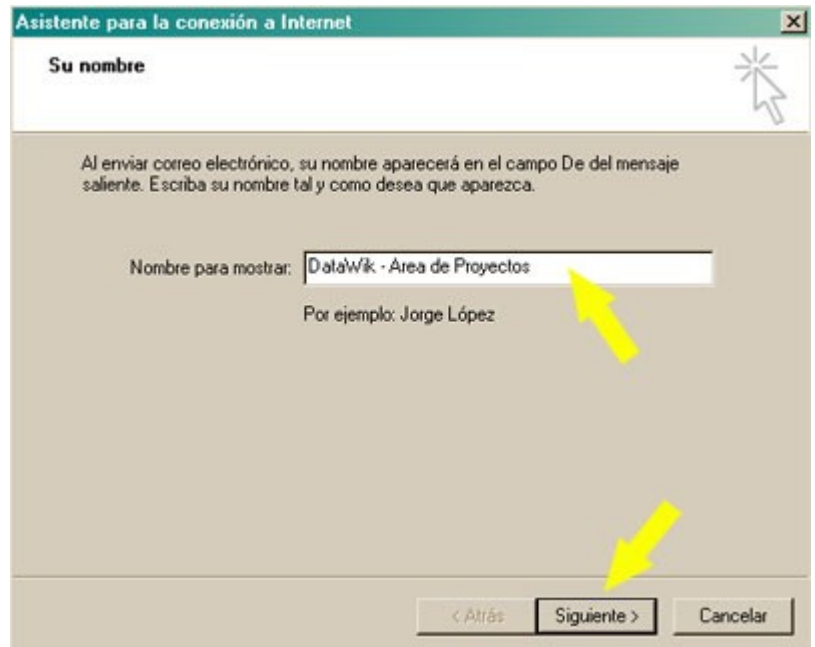 Asistente para la conexión a Internet
Su nombre
Al enviar correo electrónico, su nombre aparecerá en el campo De del mensaje
saliente. Escriba su nombre tal y como desea que aparezca.
Nombre para mostrar: DataWik - Area de Proyectos
Por ejemplo: Jorge López
< Atrás Siguiente > Cancelar